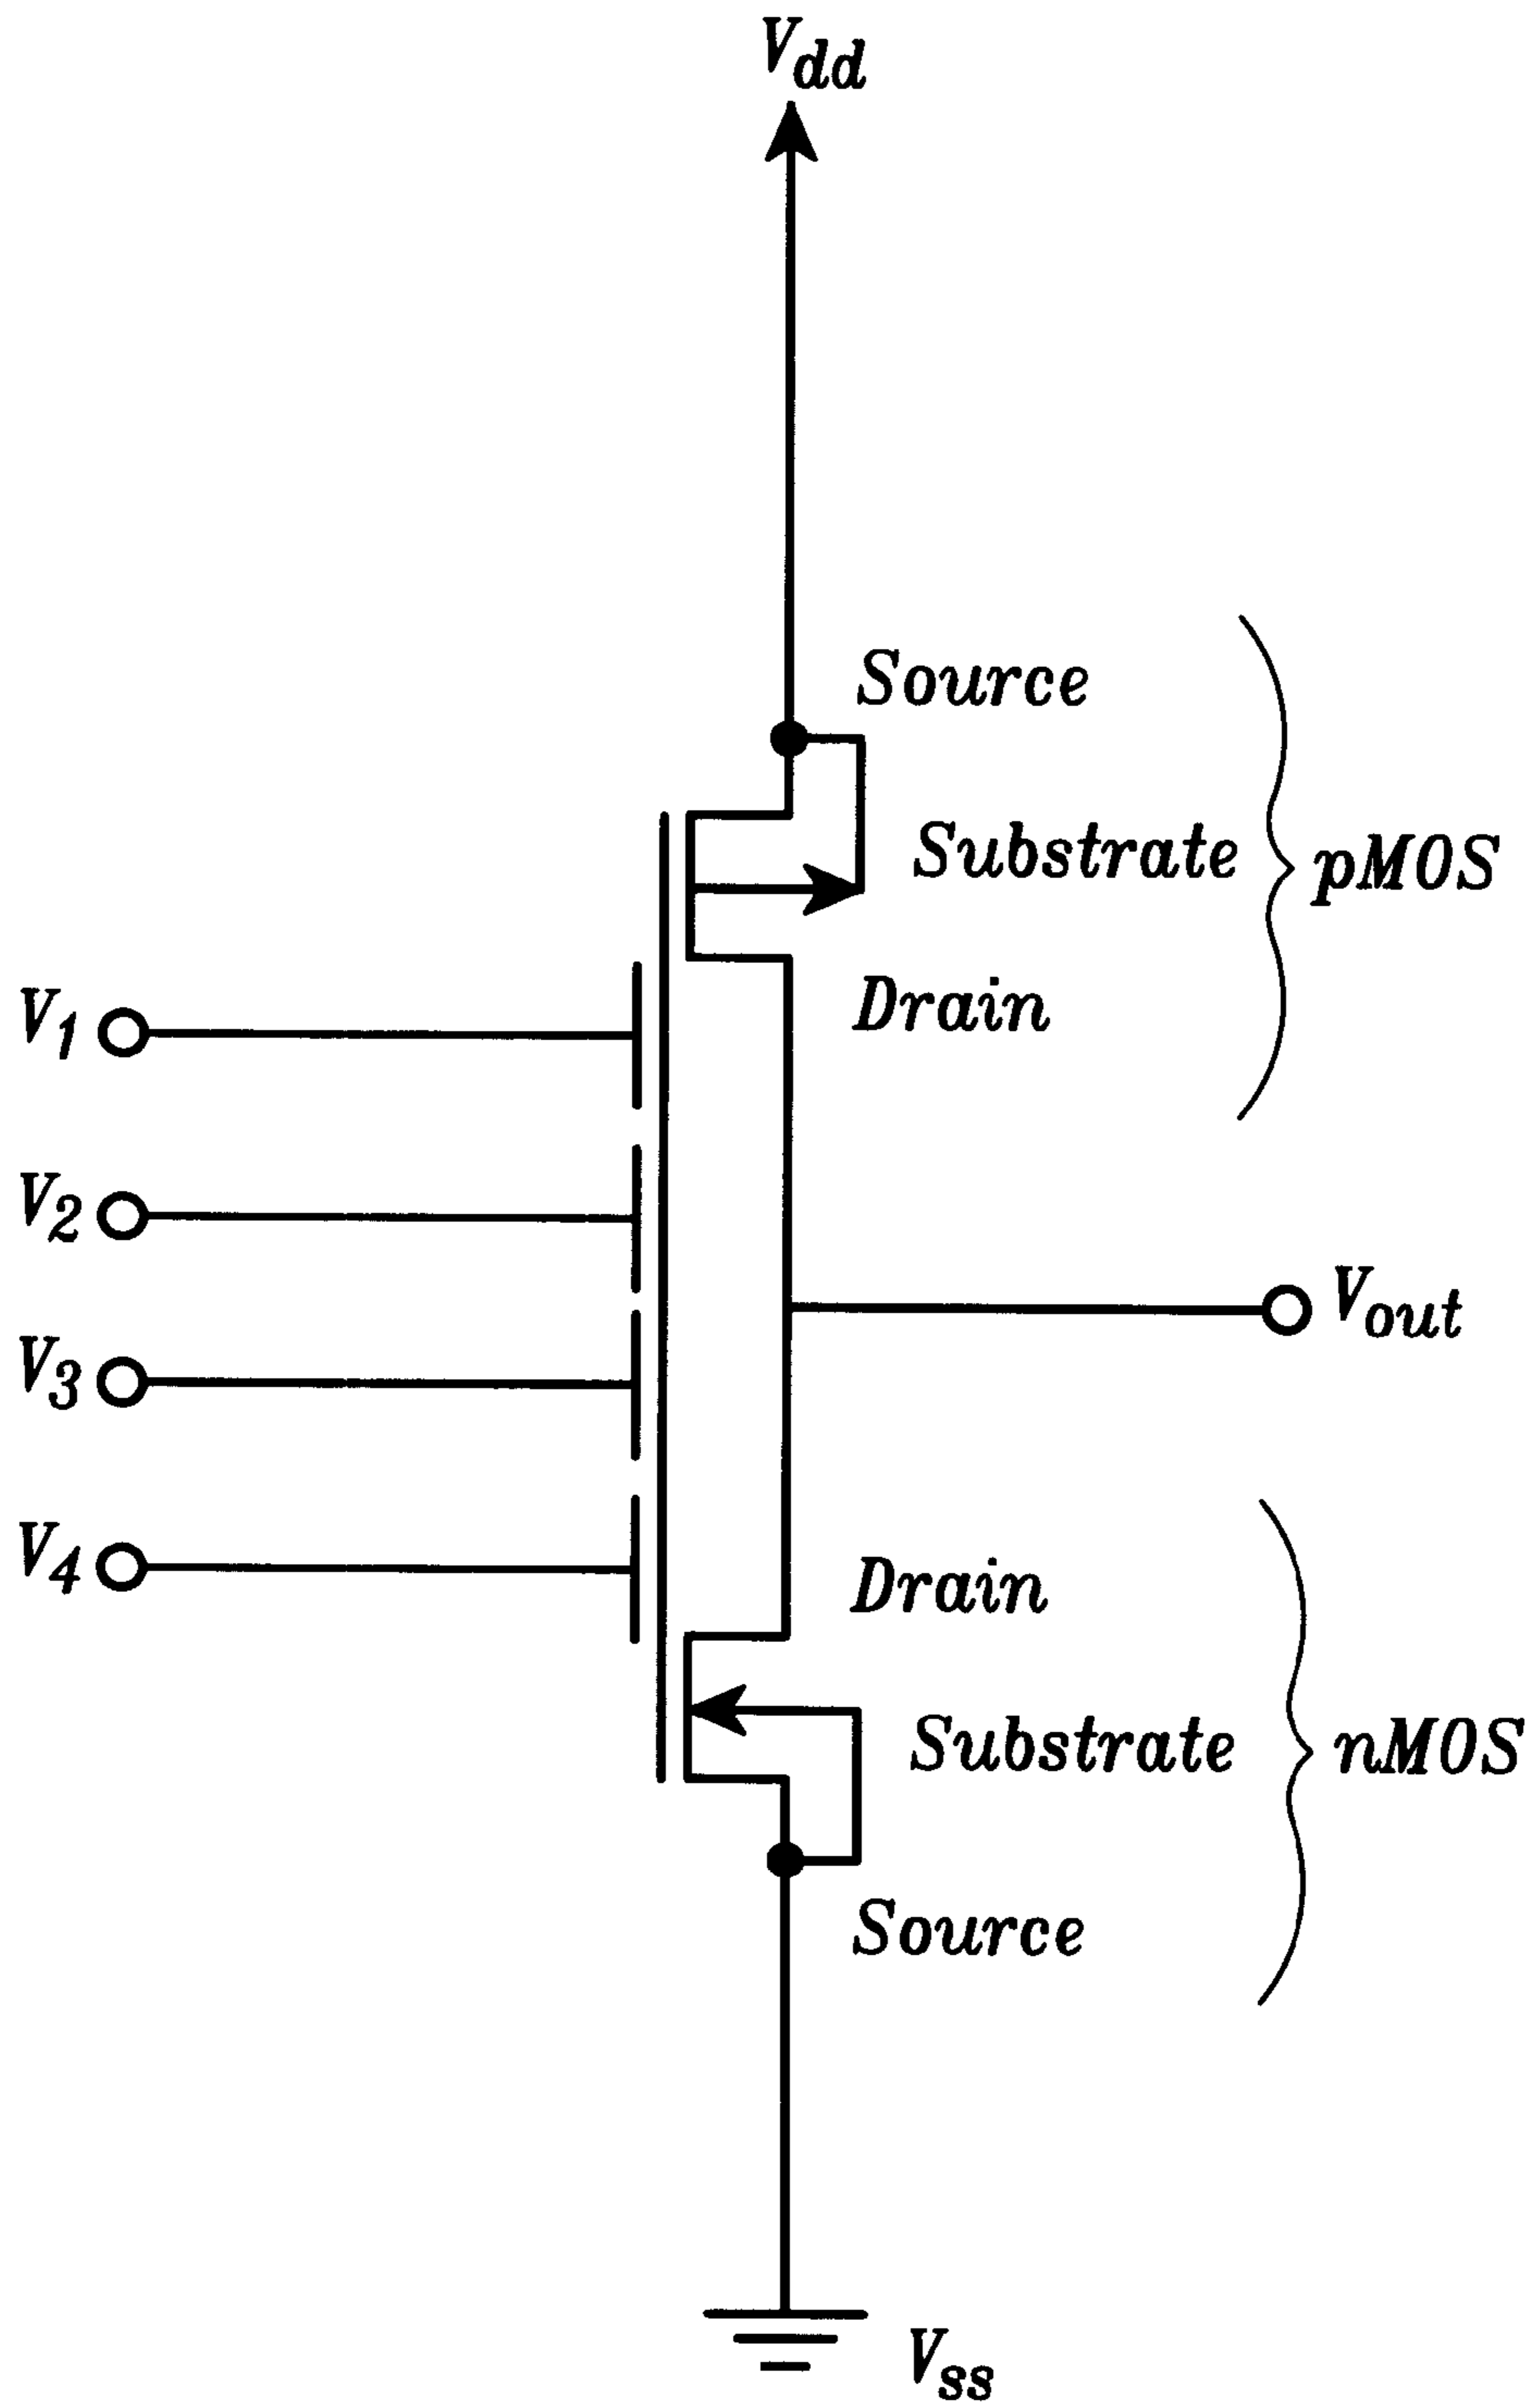 Vdd
Source
Substrate
pMOS
Drain
V1
V2
Vout
V3
V4
Drain
Substrate
nMOS
Source
Vss